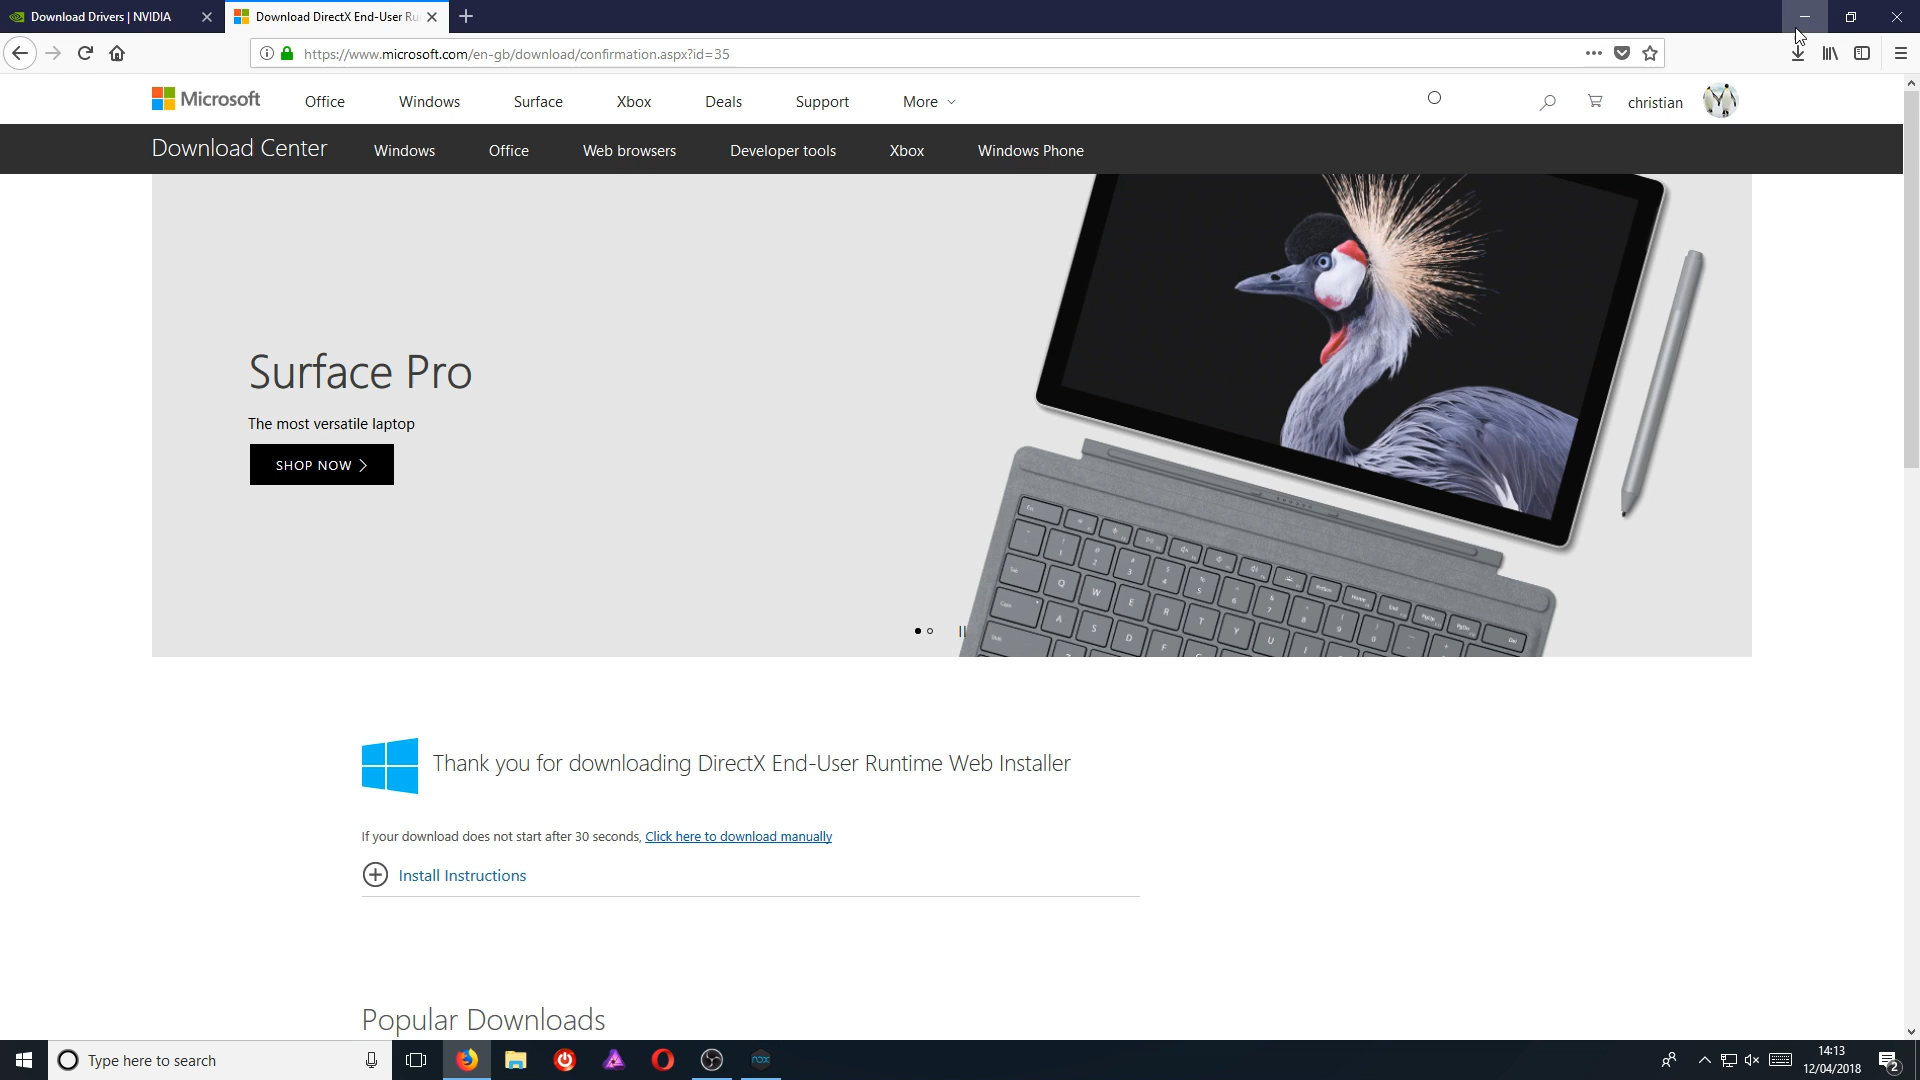 Download Drivers | NVIDIA
Download DirectX End-User Ru
https://www.microsoft.com/en-gb/download/confirmation.aspx?id=35
Microsoft
Office
Windows
Surface
Xbox
Deals
Support
More
christian
Download Center
Windows
Office
Web browsers
Developer tools
Xbox
Windows Phone
Surface Pro
The most versatile laptop
SHOP NOW
Thank you for downloading DirectX End-User Runtime Web Installer
If your download does not start after 30 seconds, Click here to download manually
Install Instructions
Popular Downloads
Type here to search
nox
14:13
12/04/2018
2